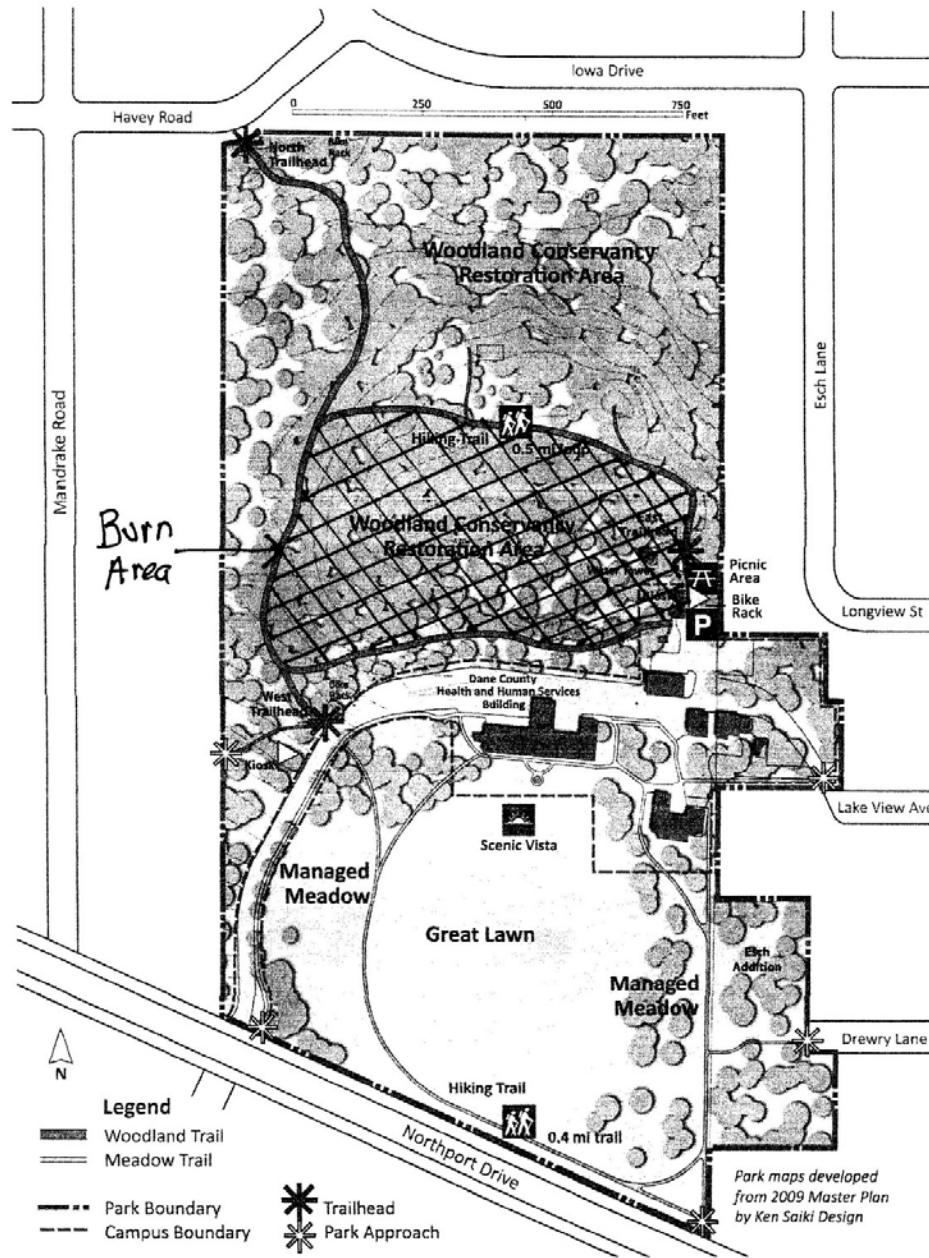 Iowa Drive
Havey Road
0 250 500 750
Feet
North
Trailhead
Bike
Rack
Woodland Conservancy
Restoration Area
Mandrake Road
Esch Lane
Hiking Trail
0.5 mi loop
Burn
Area
Woodland Conservancy
Restoration Area
East
Trailhead
Water Tower
Picnic
Area
Bike
Rack
P
Longview St
West
Trailhead
Bike
Rack
Kiosk
Dane County
Health and Human Services
Building
Lake View Ave
Scenic Vista
Managed
Meadow
Great Lawn
Managed
Meadow
Esch
Addition
Drewry Lane
N
Hiking Trail
0.4 mi trail
Northport Drive
Legend
Woodland Trail
Meadow Trail
Park Boundary
Campus Boundary
Trailhead
Park Approach
Park maps developed
from 2009 Master Plan
by Ken Saiki Design